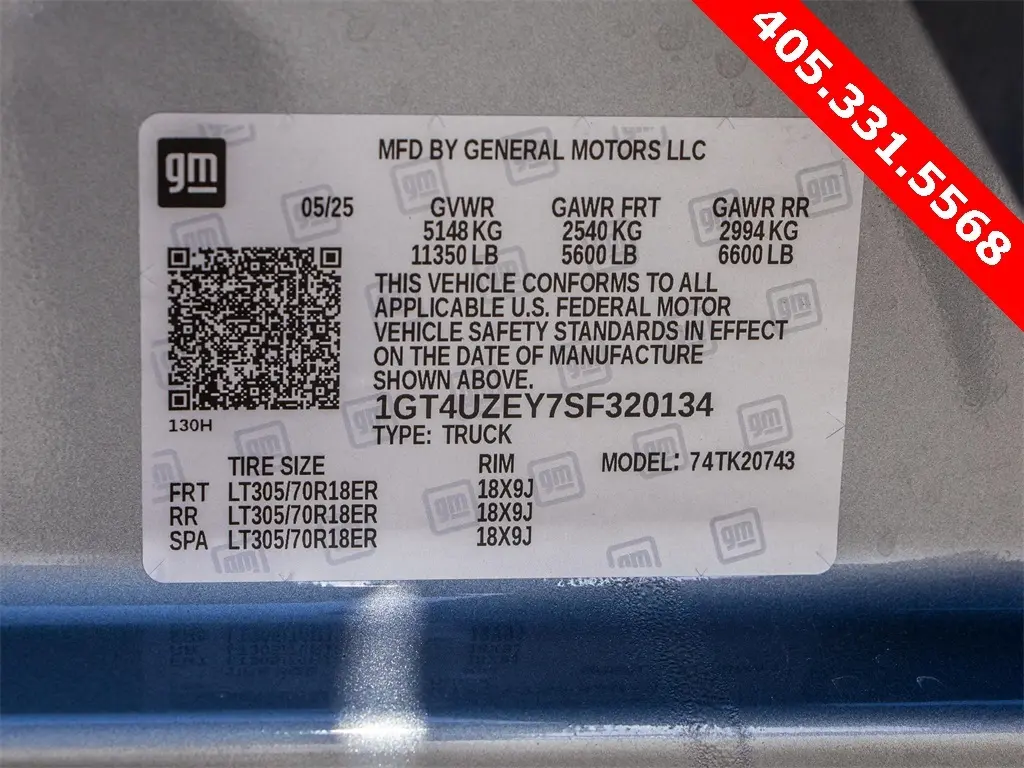 405.331.5568
gm
MFD BY GENERAL MOTORS LLC
05/25 GVWR GAWR FRT GAWR RR
5148 KG 2540 KG 2994 KG
11350 LB 5600 LB 6600 LB
THIS VEHICLE CONFORMS TO ALL
APPLICABLE U.S. FEDERAL MOTOR
VEHICLE SAFETY STANDARDS IN EFFECT
ON THE DATE OF MANUFACTURE
SHOWN ABOVE.
1GT4UZEY7SF320134
130H
TYPE: TRUCK
TIRE SIZE RIM MODEL: 74TK20743
FRT LT305/70R18ER 18X9J
RR LT305/70R18ER 18X9J
SPA LT305/70R18ER 18X9J